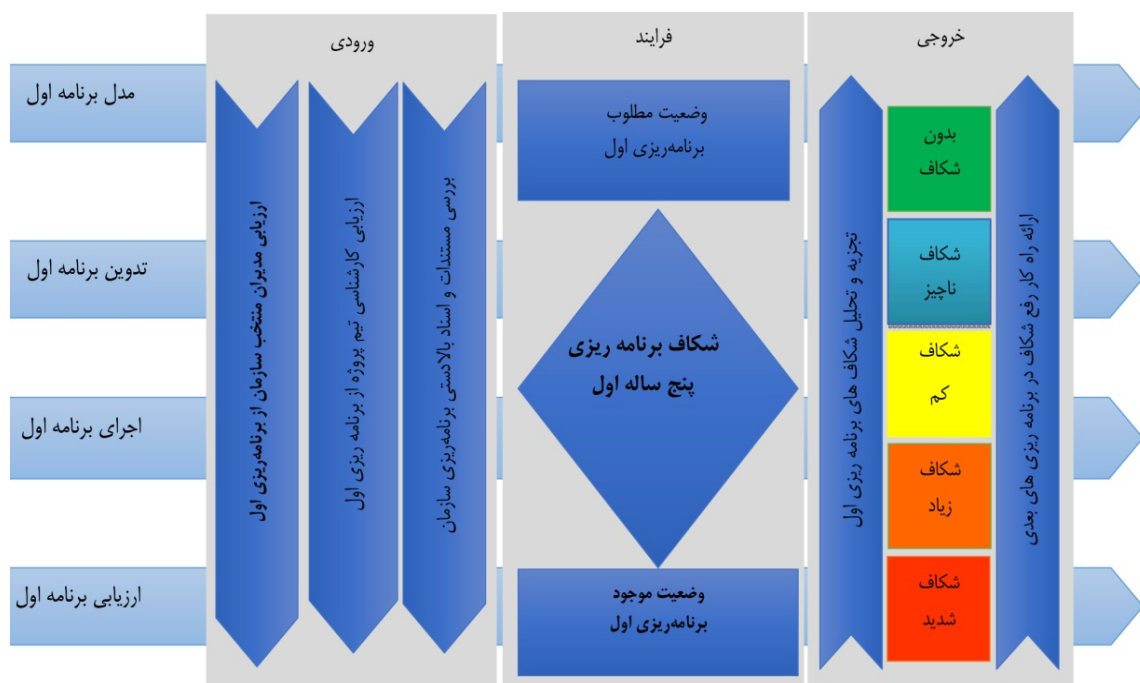 ورودی
فرایند
خروجی
مدل برنامه اول
تدوین برنامه اول
اجرای برنامه اول
ارزیابی برنامه اول
ارزیابی مدیران منتخب سازمان از برنامه‌ریزی اول
ارزیابی کارشناسی تیم پروژه از برنامه ریزی اول
بررسی مستندات و اسناد بالادستی برنامه‌ریزی سازمان
وضعیت مطلوب
برنامه‌ریزی اول
شکاف برنامه ریزی
پنج ساله اول
وضعیت موجود
برنامه‌ریزی اول
تجزیه و تحلیل شکاف های برنامه ریزی اول
بدون
شکاف
شکاف
ناچیز
شکاف
کم
شکاف
زیاد
شکاف
شدید
ارائه راه کار رفع شکاف در برنامه ریزی های بعدی